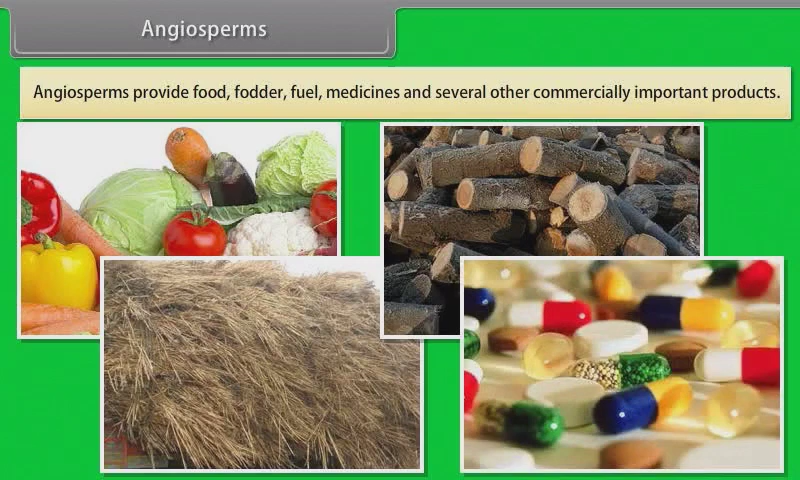 Angiosperms
Angiosperms provide food, fodder, fuel, medicines and several other commercially important products.